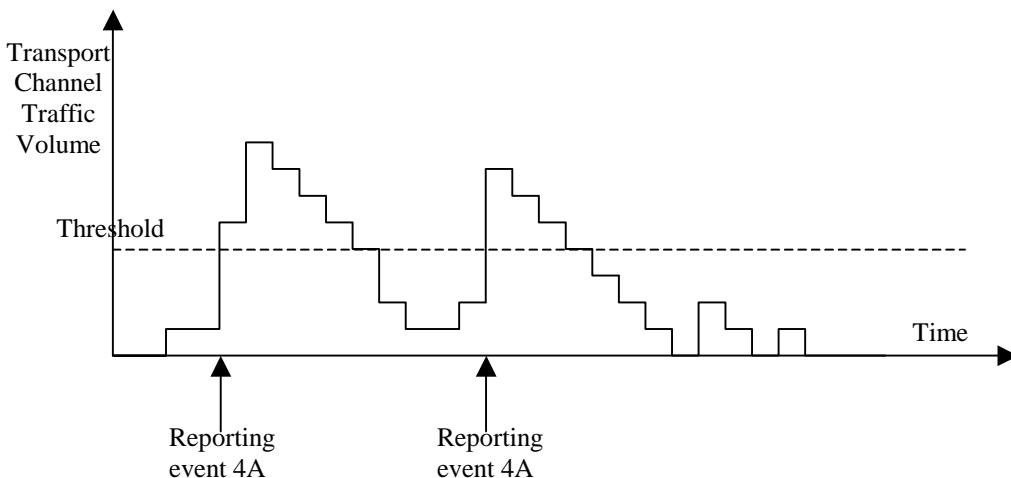 Transport
Channel
Traffic
Volume
Threshold
Time
Reporting
event 4A
Reporting
event 4A